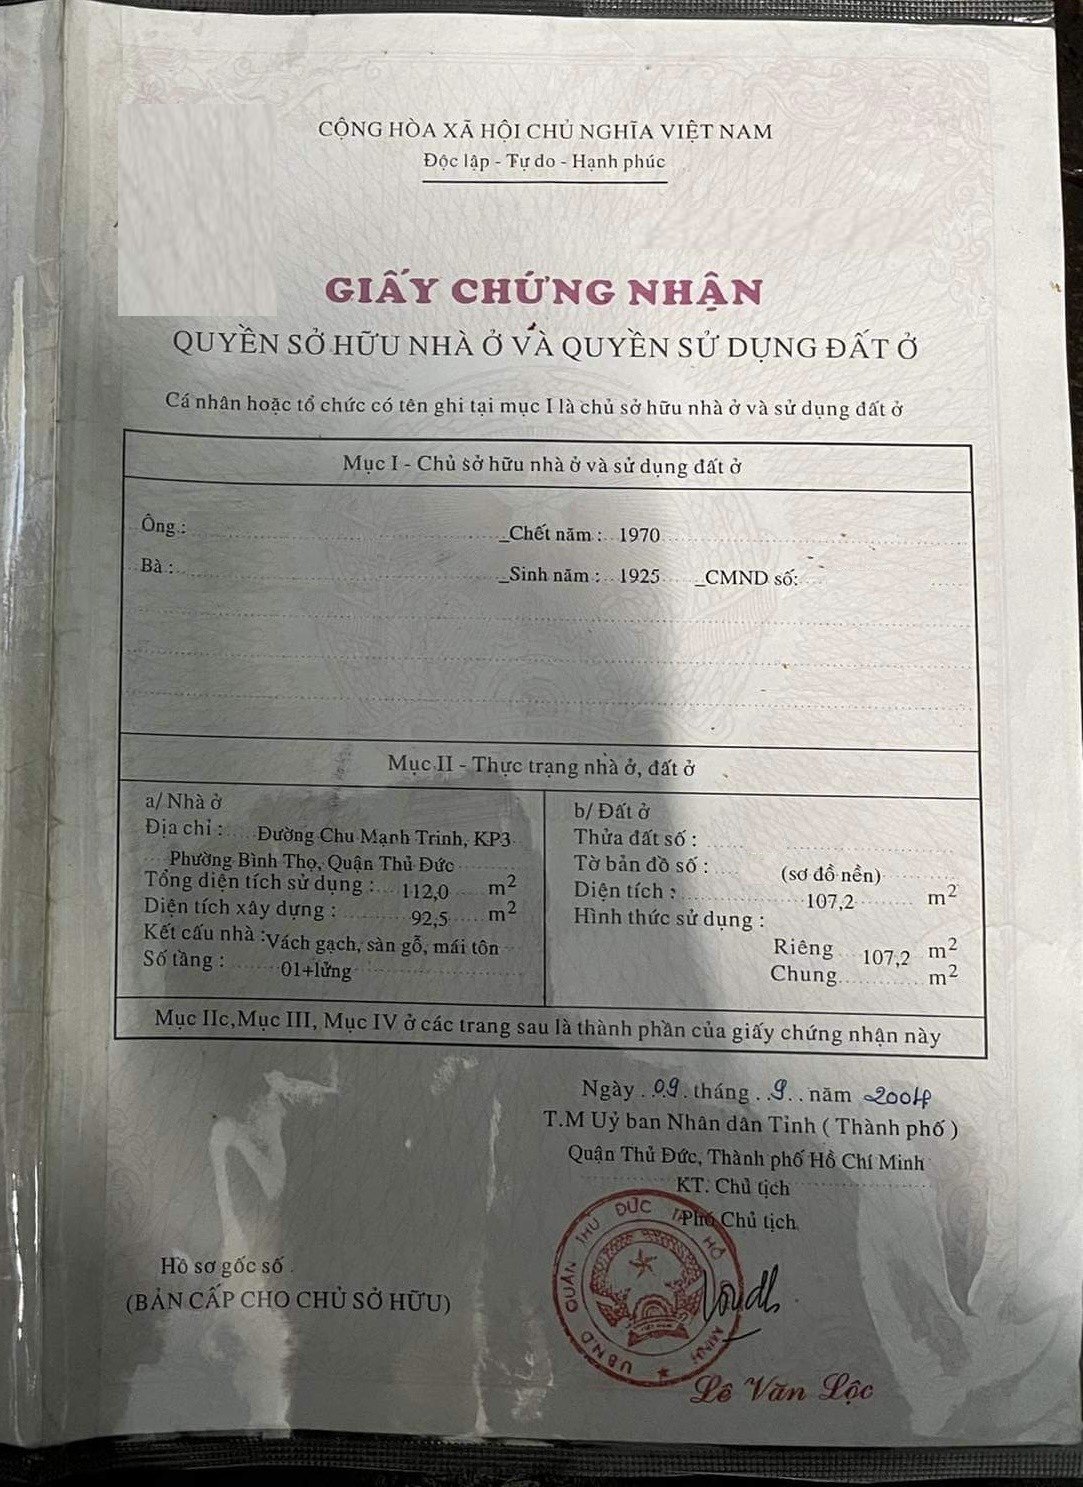 CỘNG HÒA XÃ HỘI CHỦ NGHĨA VIỆT NAM
Độc lập - Tự do - Hạnh phúc
GIẤY CHỨNG NHẬN
QUYỀN SỞ HỮU NHÀ Ở VÀ QUYỀN SỬ DỤNG ĐẤT Ở
Cá nhân hoặc tổ chức có tên ghi tại mục I là chủ sở hữu nhà ở và sử dụng đất ở
Mục I - Chủ sở hữu nhà ở và sử dụng đất ở
Ông : _Chết năm : 1970
Bà : _Sinh năm : 1925 _CMND số:
Mục II - Thực trạng nhà ở, đất ở
a/ Nhà ở
Địa chỉ : Đường Chu Mạnh Trinh, KP3
Phường Bình Thọ, Quận Thủ Đức
Tổng diện tích sử dụng : 112,0 m2
Diện tích xây dựng : 92,5 m2
Kết cấu nhà : Vách gạch, sàn gỗ, mái tôn
Số tầng : 01+lửng
b/ Đất ở
Thửa đất số :
Tờ bản đồ số : (sơ đồ nền)
Diện tích : 107,2 m2
Hình thức sử dụng :
Riêng 107,2 m2
Chung m2
Mục IIc,Mục III, Mục IV ở các trang sau là thành phần của giấy chứng nhận này
Ngày 09 tháng 9 năm 2004
T.M Uỷ ban Nhân dân Tỉnh ( Thành phố )
Quận Thủ Đức, Thành phố Hồ Chí Minh
KT. Chủ tịch
Phó Chủ tịch
U.B.N.D QUẬN THỦ ĐỨC T.P HỒ CHÍ MINH
Lê Văn Lộc
Hồ sơ gốc số
(BẢN CẤP CHO CHỦ SỞ HỮU)